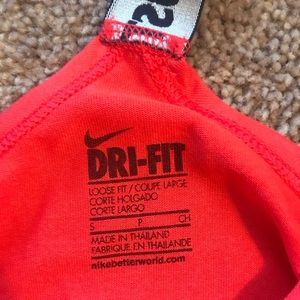 DRI-FIT
LOOSE FIT / COUPE LARGE
CORTE HOLGADO
CORTE LARGO
S P CH
MADE IN THAILAND
FABRIQUÉ EN THAÏLANDE
nikebetterworld.com